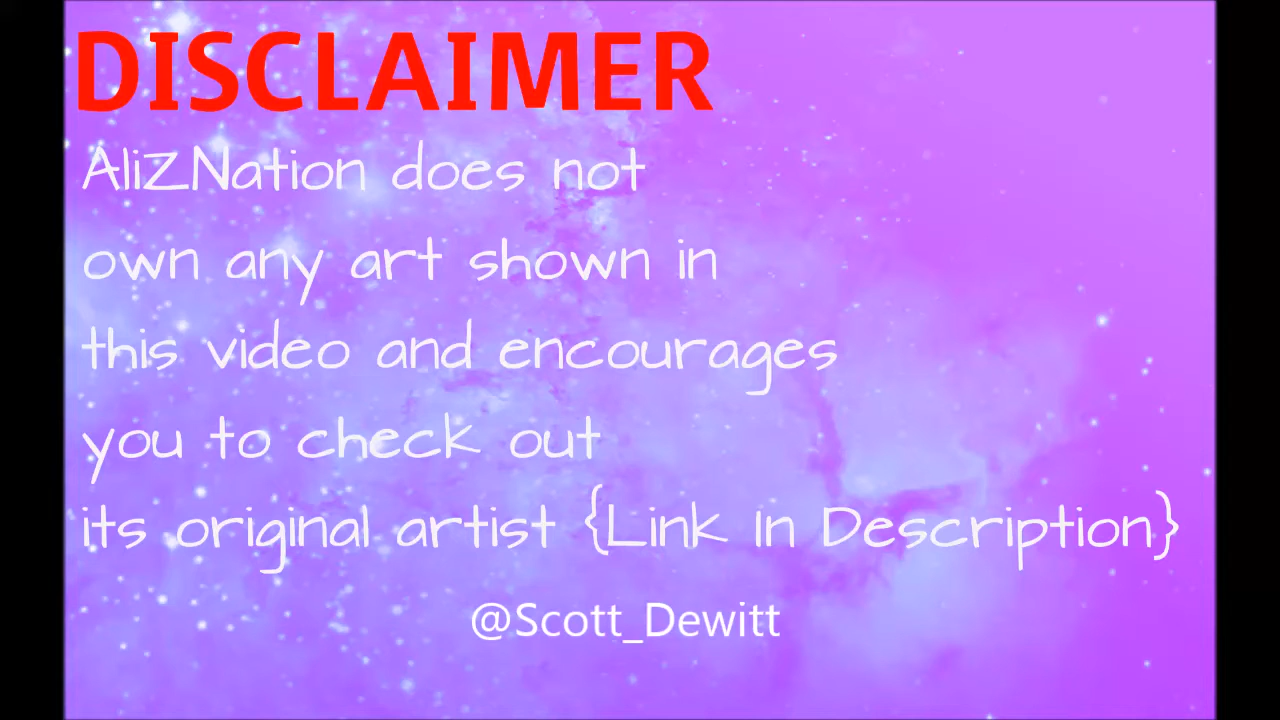 DISCLAIMER
AliZNation does not
own any art shown in
this video and encourages
you to check out
its original artist {Link In Description}
@Scott_Dewitt